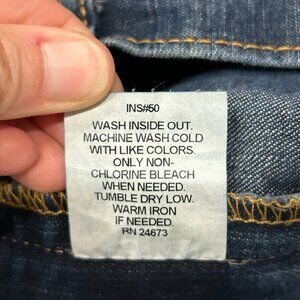 INS#50
WASH INSIDE OUT.
MACHINE WASH COLD
WITH LIKE COLORS.
ONLY NON-
CHLORINE BLEACH
WHEN NEEDED.
TUMBLE DRY LOW.
WARM IRON
IF NEEDED.
RN 24673